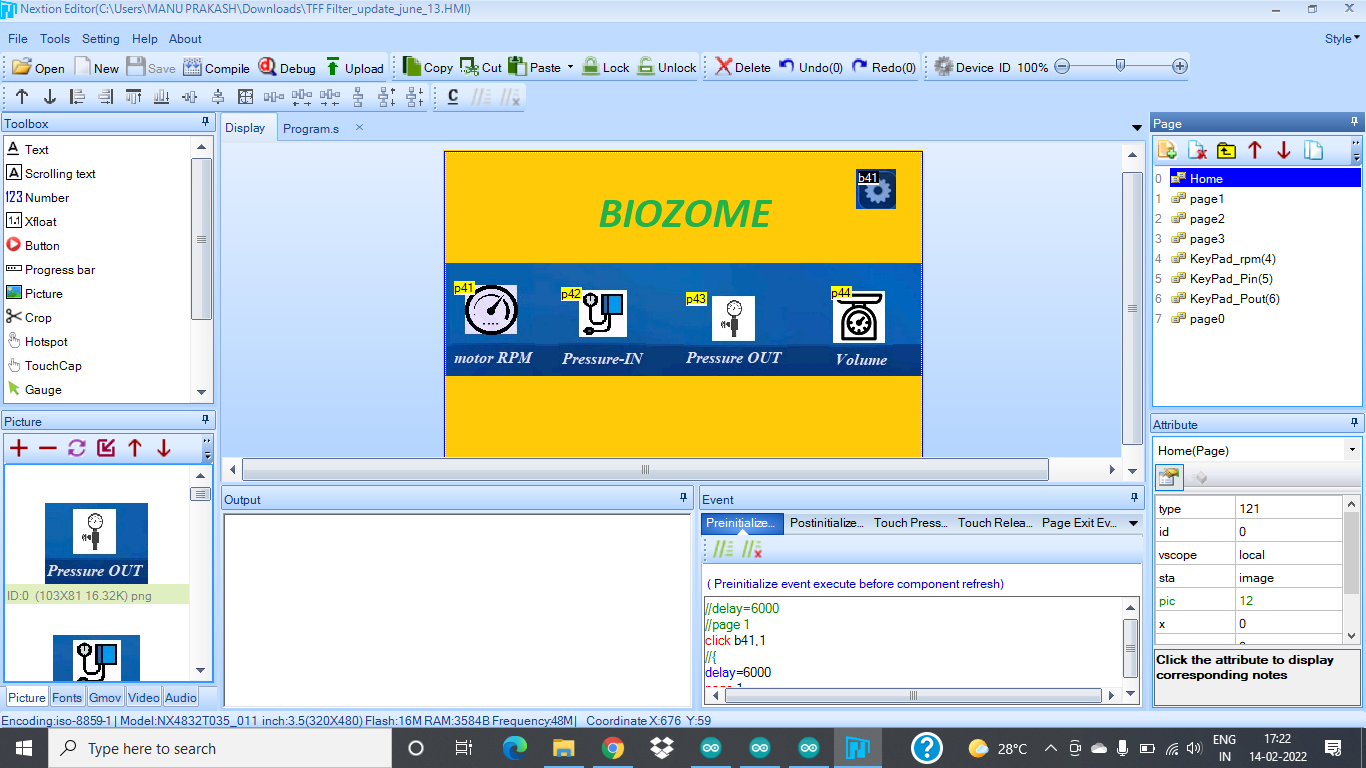 Nextion Editor(C:\Users\MANU PRAKASH\Downloads\TFF Filter_update_june_13.HMI)
File Tools Setting Help About Style
Open New Save Compile Debug Upload Copy Cut Paste Lock Unlock Delete Undo(0) Redo(0) Device ID 100%
C
Toolbox
Text
Scrolling text
123 Number
1.1 Xfloat
Button
Progress bar
Picture
Crop
Hotspot
TouchCap
Gauge
Picture
Pressure OUT
ID:0 (103X81 16.32K) png
Picture Fonts Gmov Video Audio
Display Program.s
b41
BIOZOME
p41 p42 p43 p44
motor RPM Pressure-IN Pressure OUT Volume
Output
Event
Preinitialize... Postinitialize... Touch Press... Touch Relea... Page Exit Ev...
( Preinitialize event execute before component refresh)
//delay=6000
//page 1
click b41,1
//{
delay=6000
Page
0 Home
1 page1
2 page2
3 page3
4 KeyPad_rpm(4)
5 KeyPad_Pin(5)
6 KeyPad_Pout(6)
7 page0
Attribute
Home(Page)
type 121
id 0
vscope local
sta image
pic 12
x 0
Click the attribute to display
corresponding notes
Encoding:iso-8859-1 | Model:NX4832T035_011 inch:3.5(320X480) Flash:16M RAM:3584B Frequency48M| Coordinate X:676 Y:59
Type here to search
28°C
ENG
IN
17:22
14-02-2022